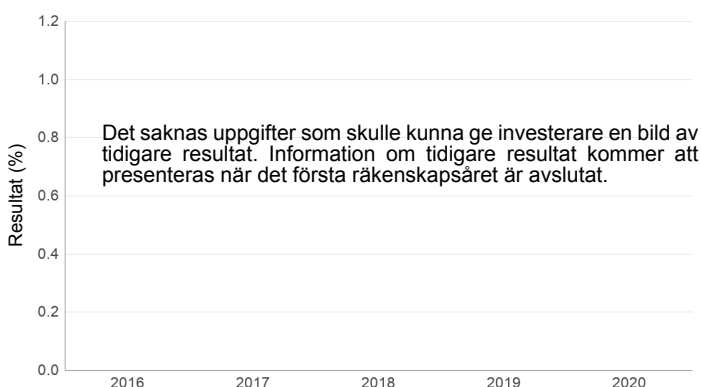 1.2
1.0
0.8
0.6
0.4
0.2
0.0
Resultat (%)
Det saknas uppgifter som skulle kunna ge investerare en bild av
tidigare resultat. Information om tidigare resultat kommer att
presenteras när det första räkenskapsåret är avslutat.
2016 2017 2018 2019 2020